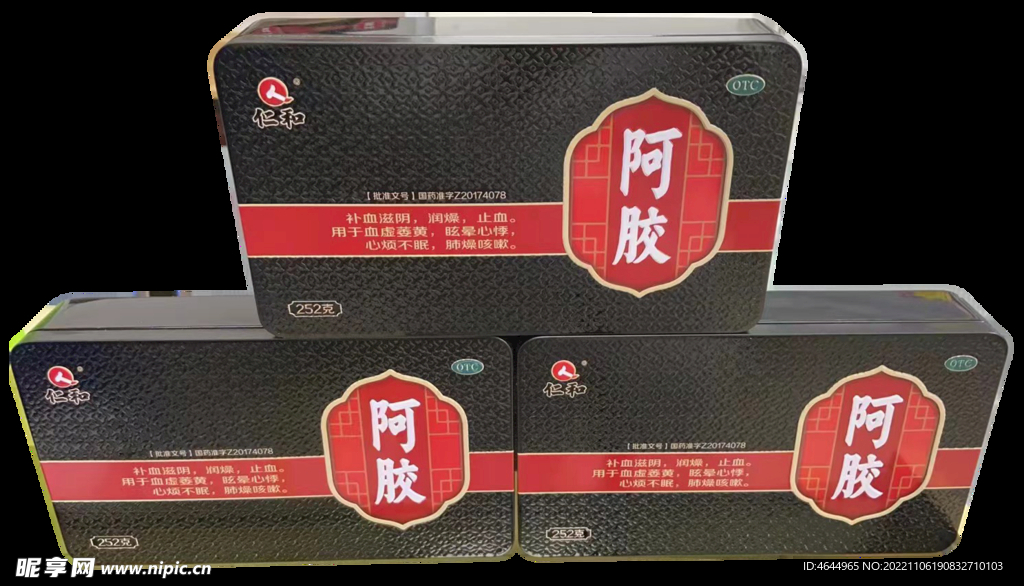 仁和
OTC
阿胶
【批准文号】国药准字Z20174078
补血滋阴，润燥，止血。
用于血虚萎黄，眩晕心悸，
心烦不眠，肺燥咳嗽。
252克
仁和
OTC
阿胶
【批准文号】国药准字Z20174078
补血滋阴，润燥，止血。
用于血虚萎黄，眩晕心悸，
心烦不眠，肺燥咳嗽。
252克
仁和
OTC
阿胶
【批准文号】国药准字Z20174078
补血滋阴，润燥，止血。
用于血虚萎黄，眩晕心悸，
心烦不眠，肺燥咳嗽。
252克
昵享网 www.nipic.cn
ID:4644965 NO:20221106190832710103